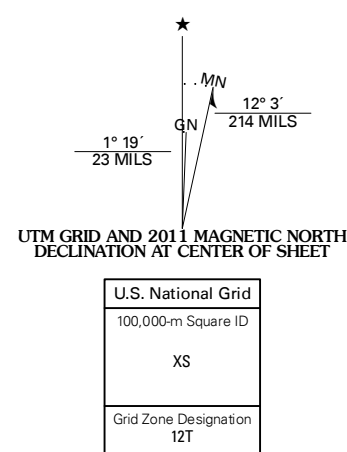 ★
MN
GN
12° 3´
214 MILS
1° 19´
23 MILS
UTM GRID AND 2011 MAGNETIC NORTH
DECLINATION AT CENTER OF SHEET
U.S. National Grid
100,000-m Square ID
XS
Grid Zone Designation
12T